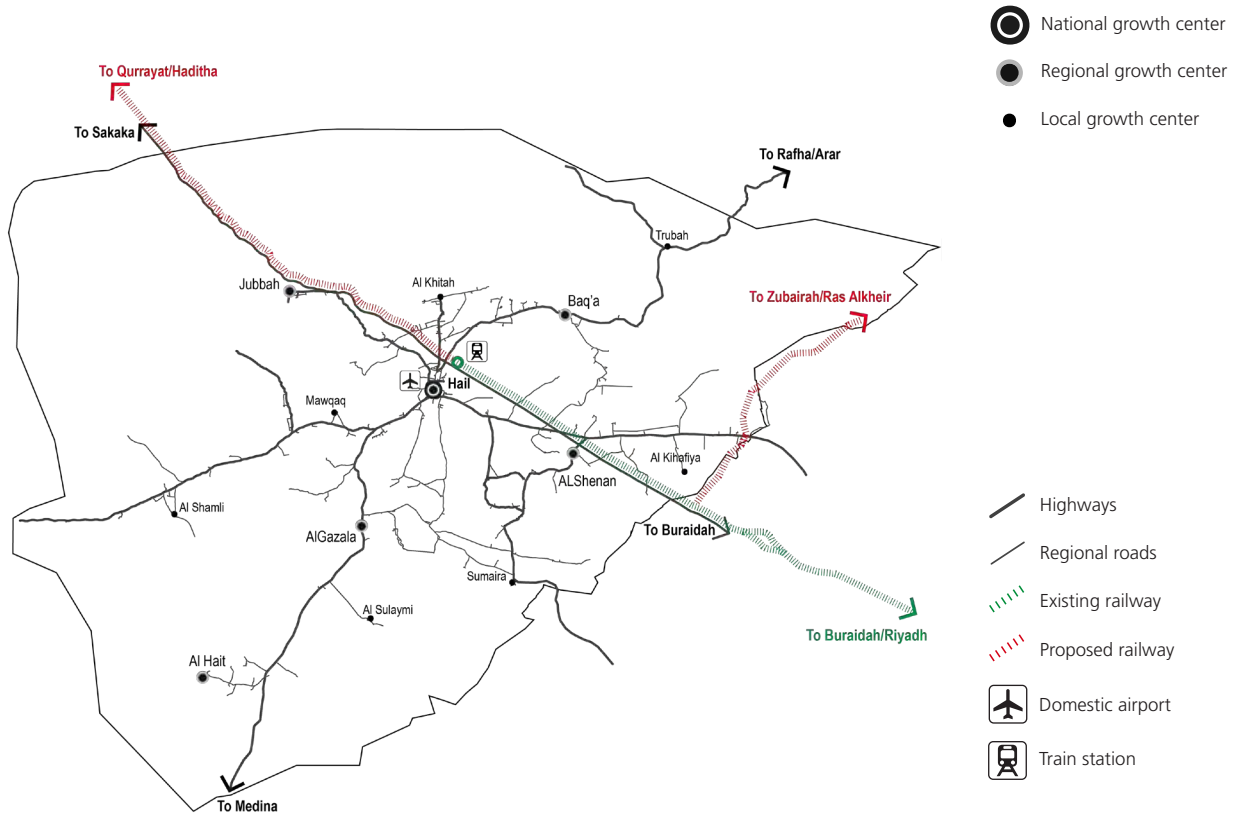 National growth center
Regional growth center
Local growth center
To Qurrayat/Haditha
To Sakaka
To Rafha/Arar
Trubah
Jubbah
Al Khitah
Baq'a
To Zubairah/Ras Alkheir
Hail
Mawqaq
Al Kihafiya
ALShenan
Al Shamli
AlGazala
To Buraidah
Sumaira
Al Sulaymi
To Buraidah/Riyadh
Al Hait
To Medina
Highways
Regional roads
Existing railway
Proposed railway
Domestic airport
Train station